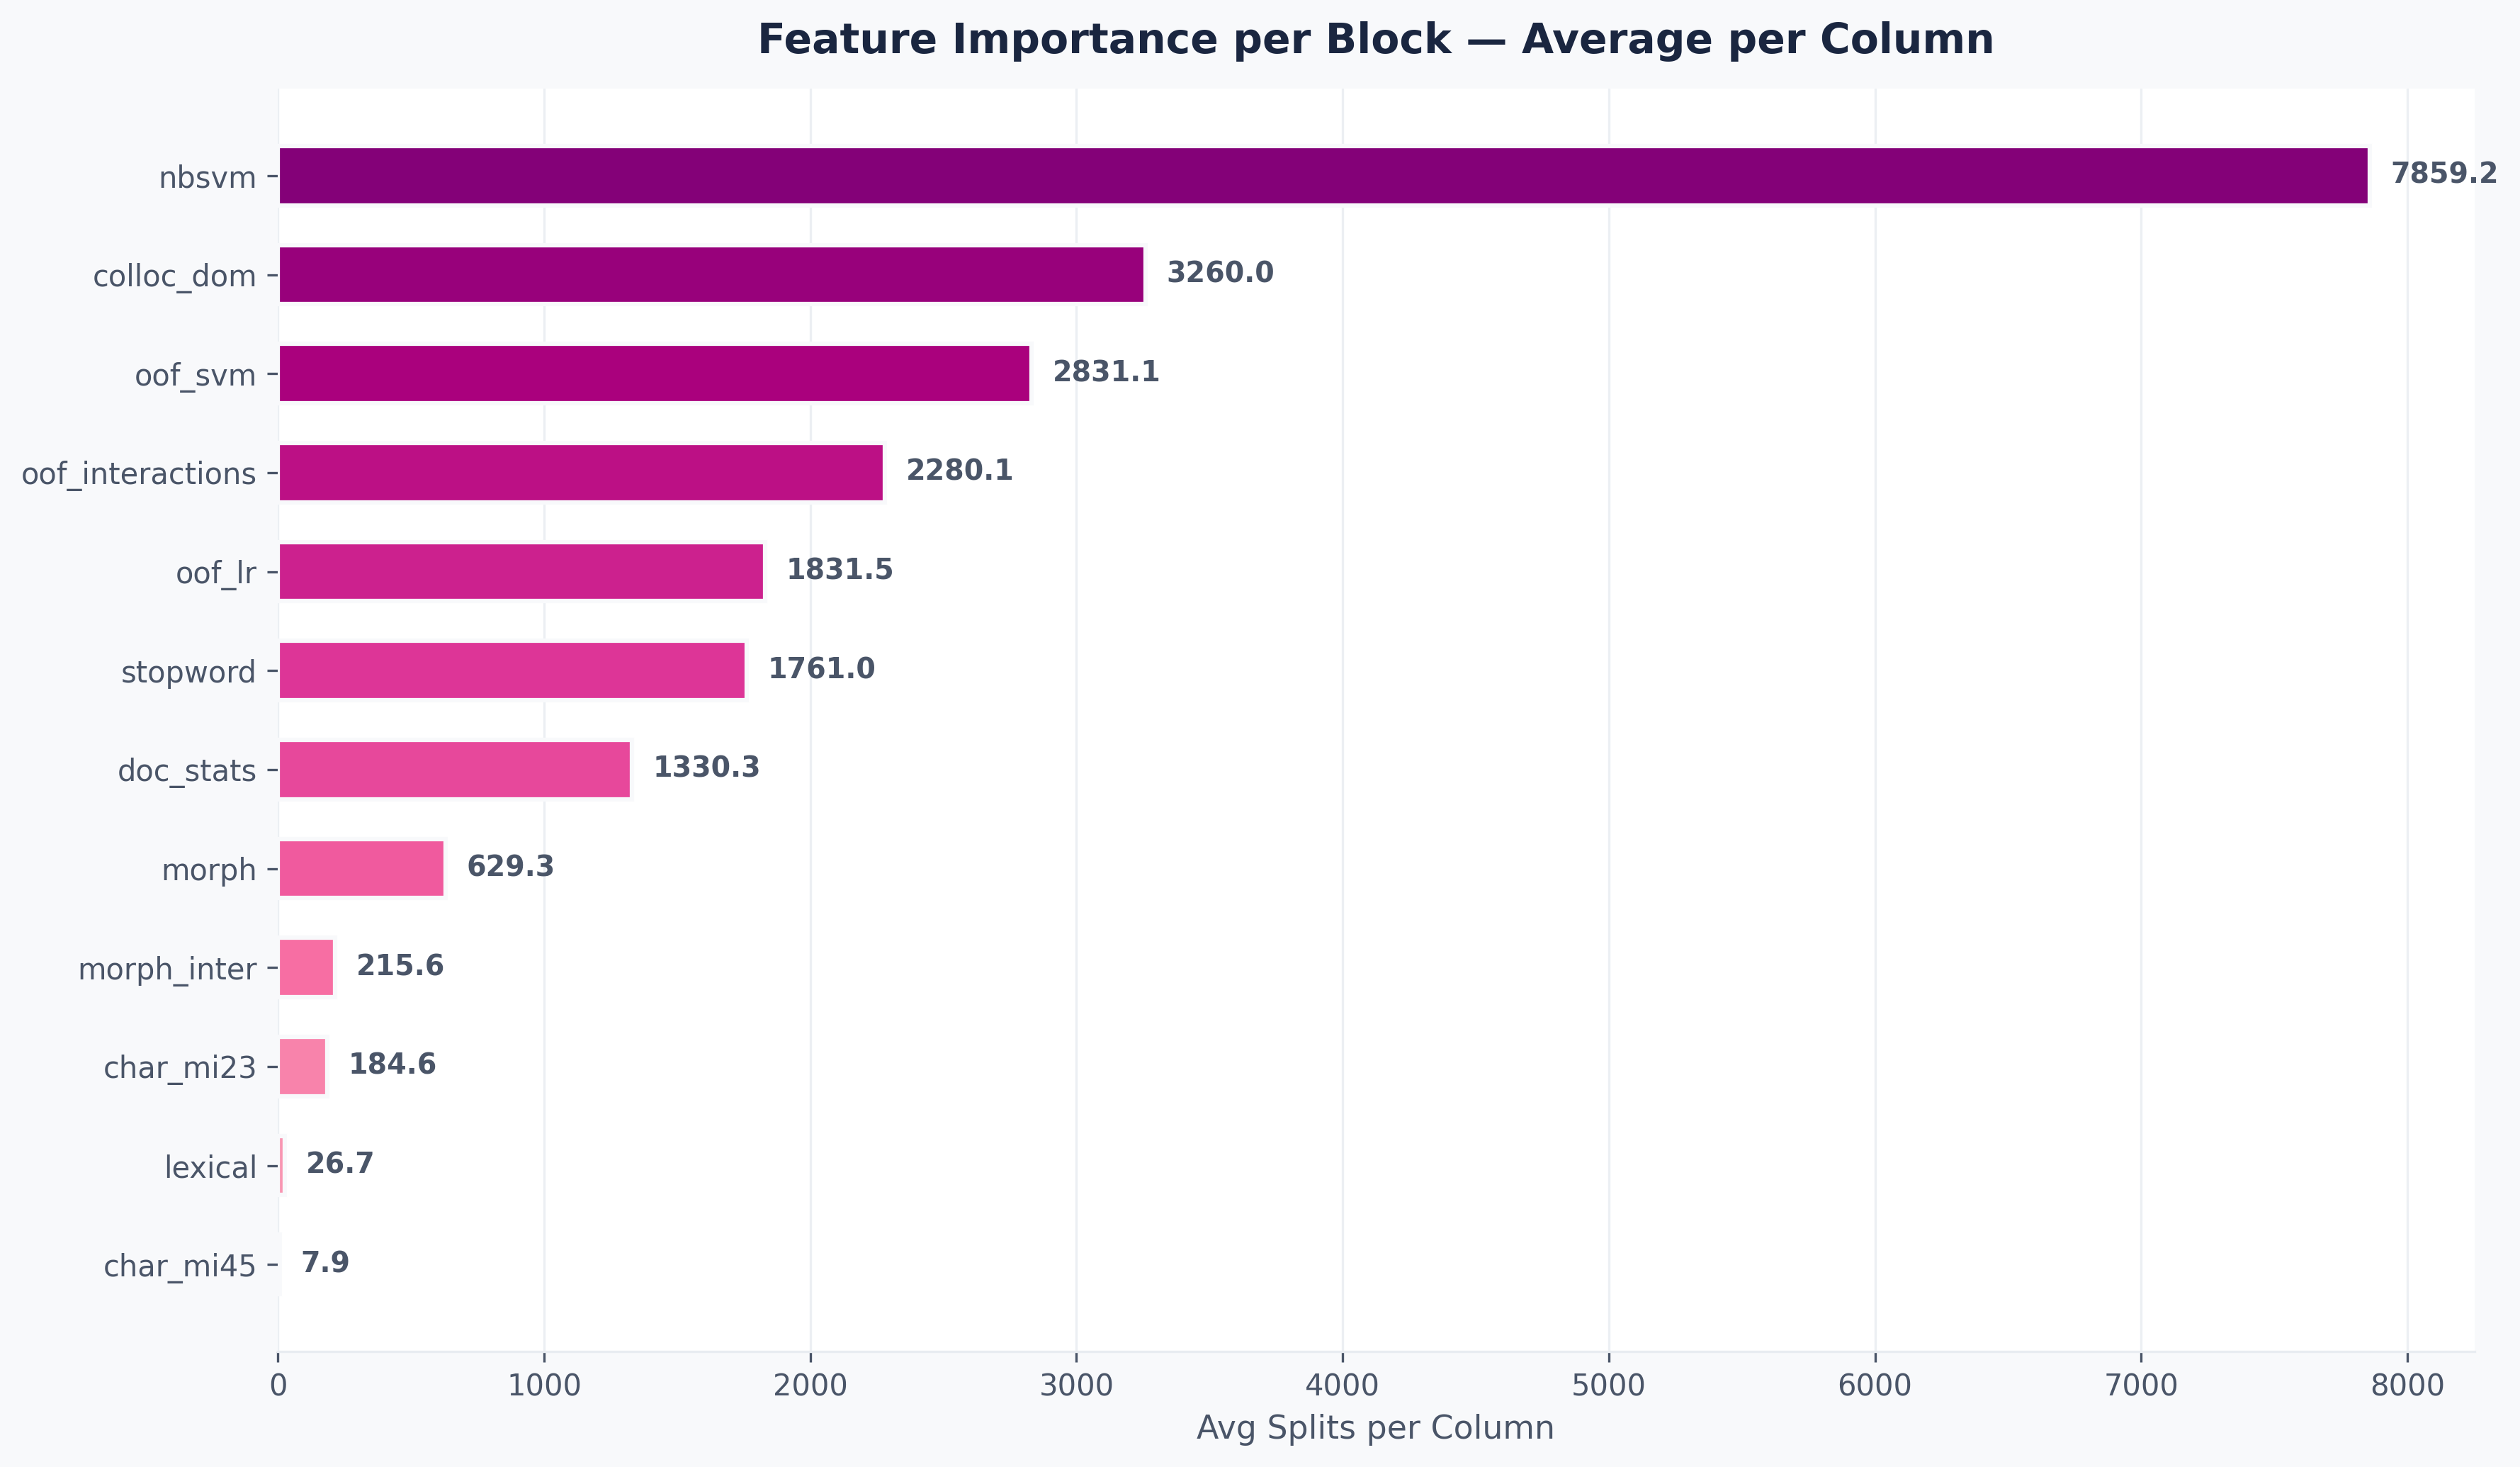 Feature Importance per Block — Average per Column
nbsvm 7859.2
colloc_dom 3260.0
oof_svm 2831.1
oof_interactions 2280.1
oof_lr 1831.5
stopword 1761.0
doc_stats 1330.3
morph 629.3
morph_inter 215.6
char_mi23 184.6
lexical 26.7
char_mi45 7.9
0 1000 2000 3000 4000 5000 6000 7000 8000
Avg Splits per Column